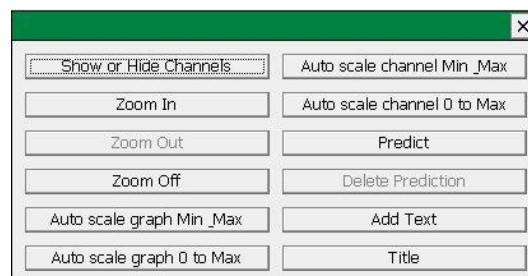 Show or Hide Channels
Zoom In
Zoom Out
Zoom Off
Auto scale graph Min _Max
Auto scale graph 0 to Max
Auto scale channel Min _Max
Auto scale channel 0 to Max
Predict
Delete Prediction
Add Text
Title